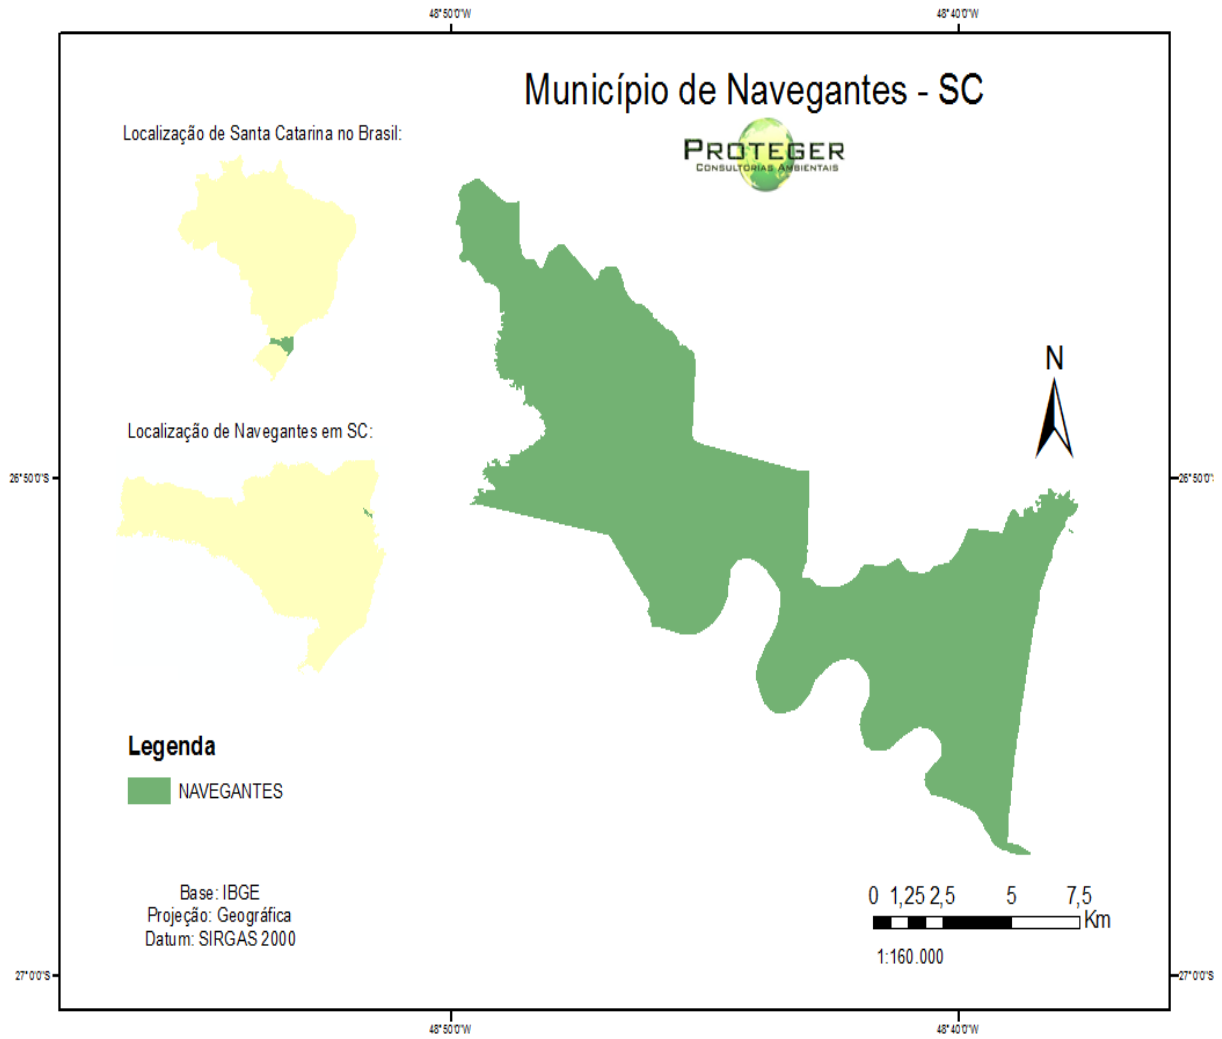 48°50'0"W
48°40'0"W
Município de Navegantes - SC
PROTEGER
CONSULTORIAS AMBIENTAIS
Localização de Santa Catarina no Brasil:
N
Localização de Navegantes em SC:
26°50'0"S
26°50'0"S
Legenda
NAVEGANTES
Base: IBGE
Projeção: Geográfica
Datum: SIRGAS 2000
0 1,25 2,5 5 7,5
Km
1:160.000
27°0'0"S
27°0'0"S
48°50'0"W
48°40'0"W